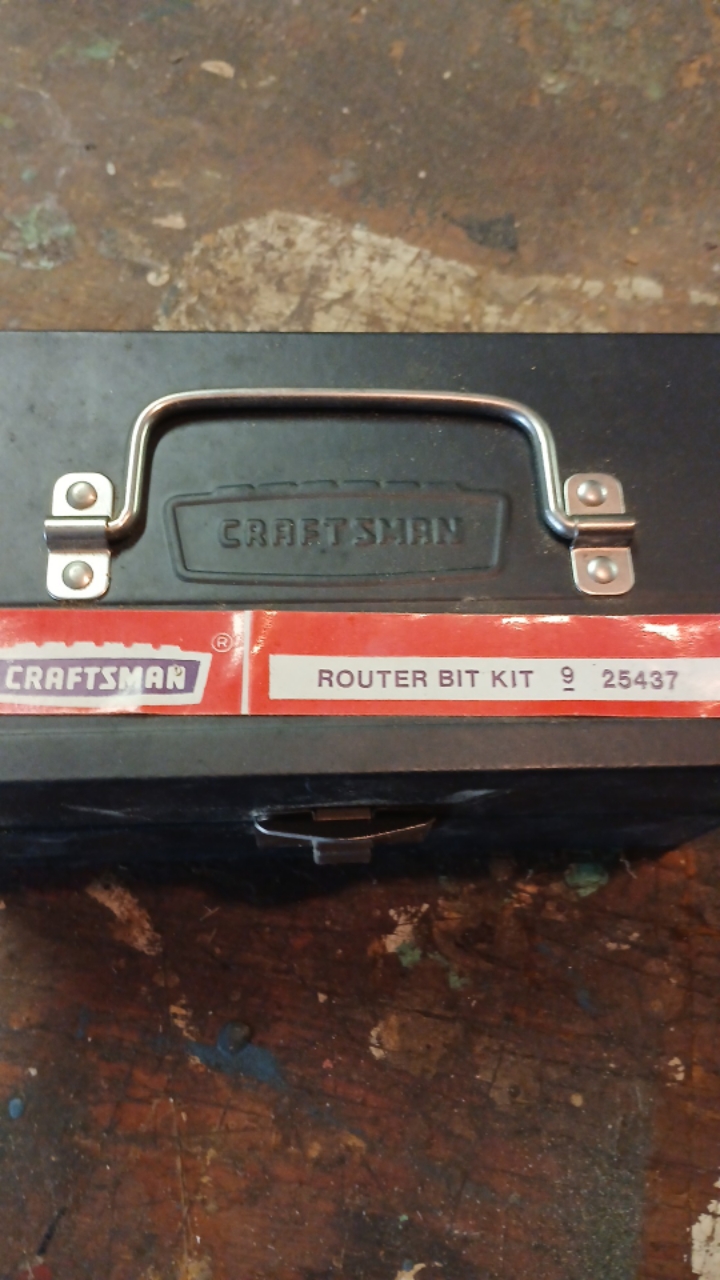 CRAFTSMAN
CRAFTSMAN ®
ROUTER BIT KIT 9 25437